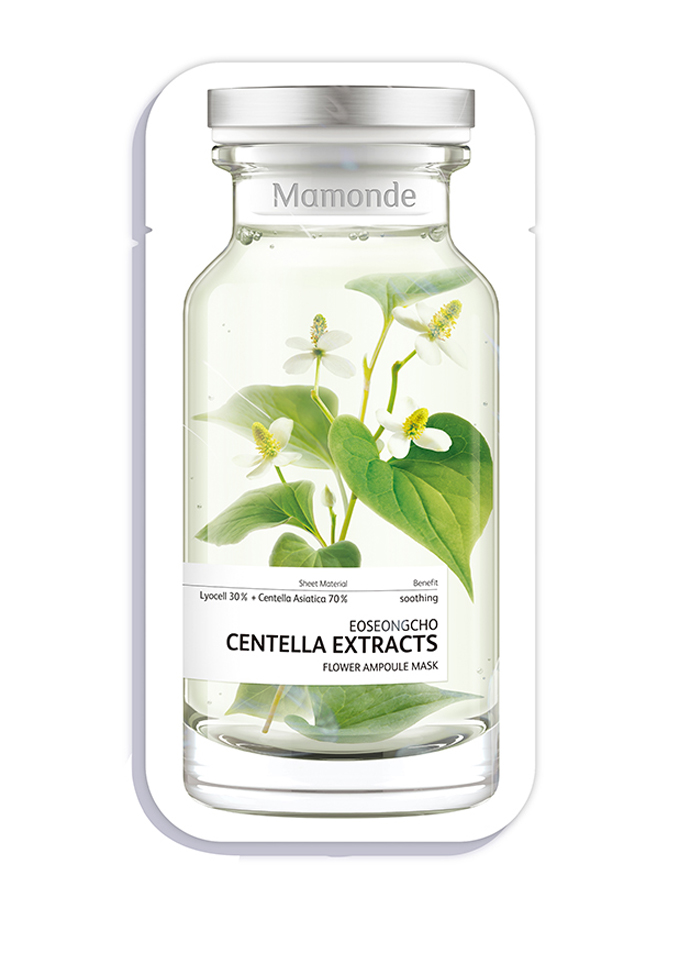 Mamonde
Sheet Material Benefit
Lyocell 30% + Centella Asiatica 70% soothing
EOSEONGCHO
CENTELLA EXTRACTS
FLOWER AMPOULE MASK